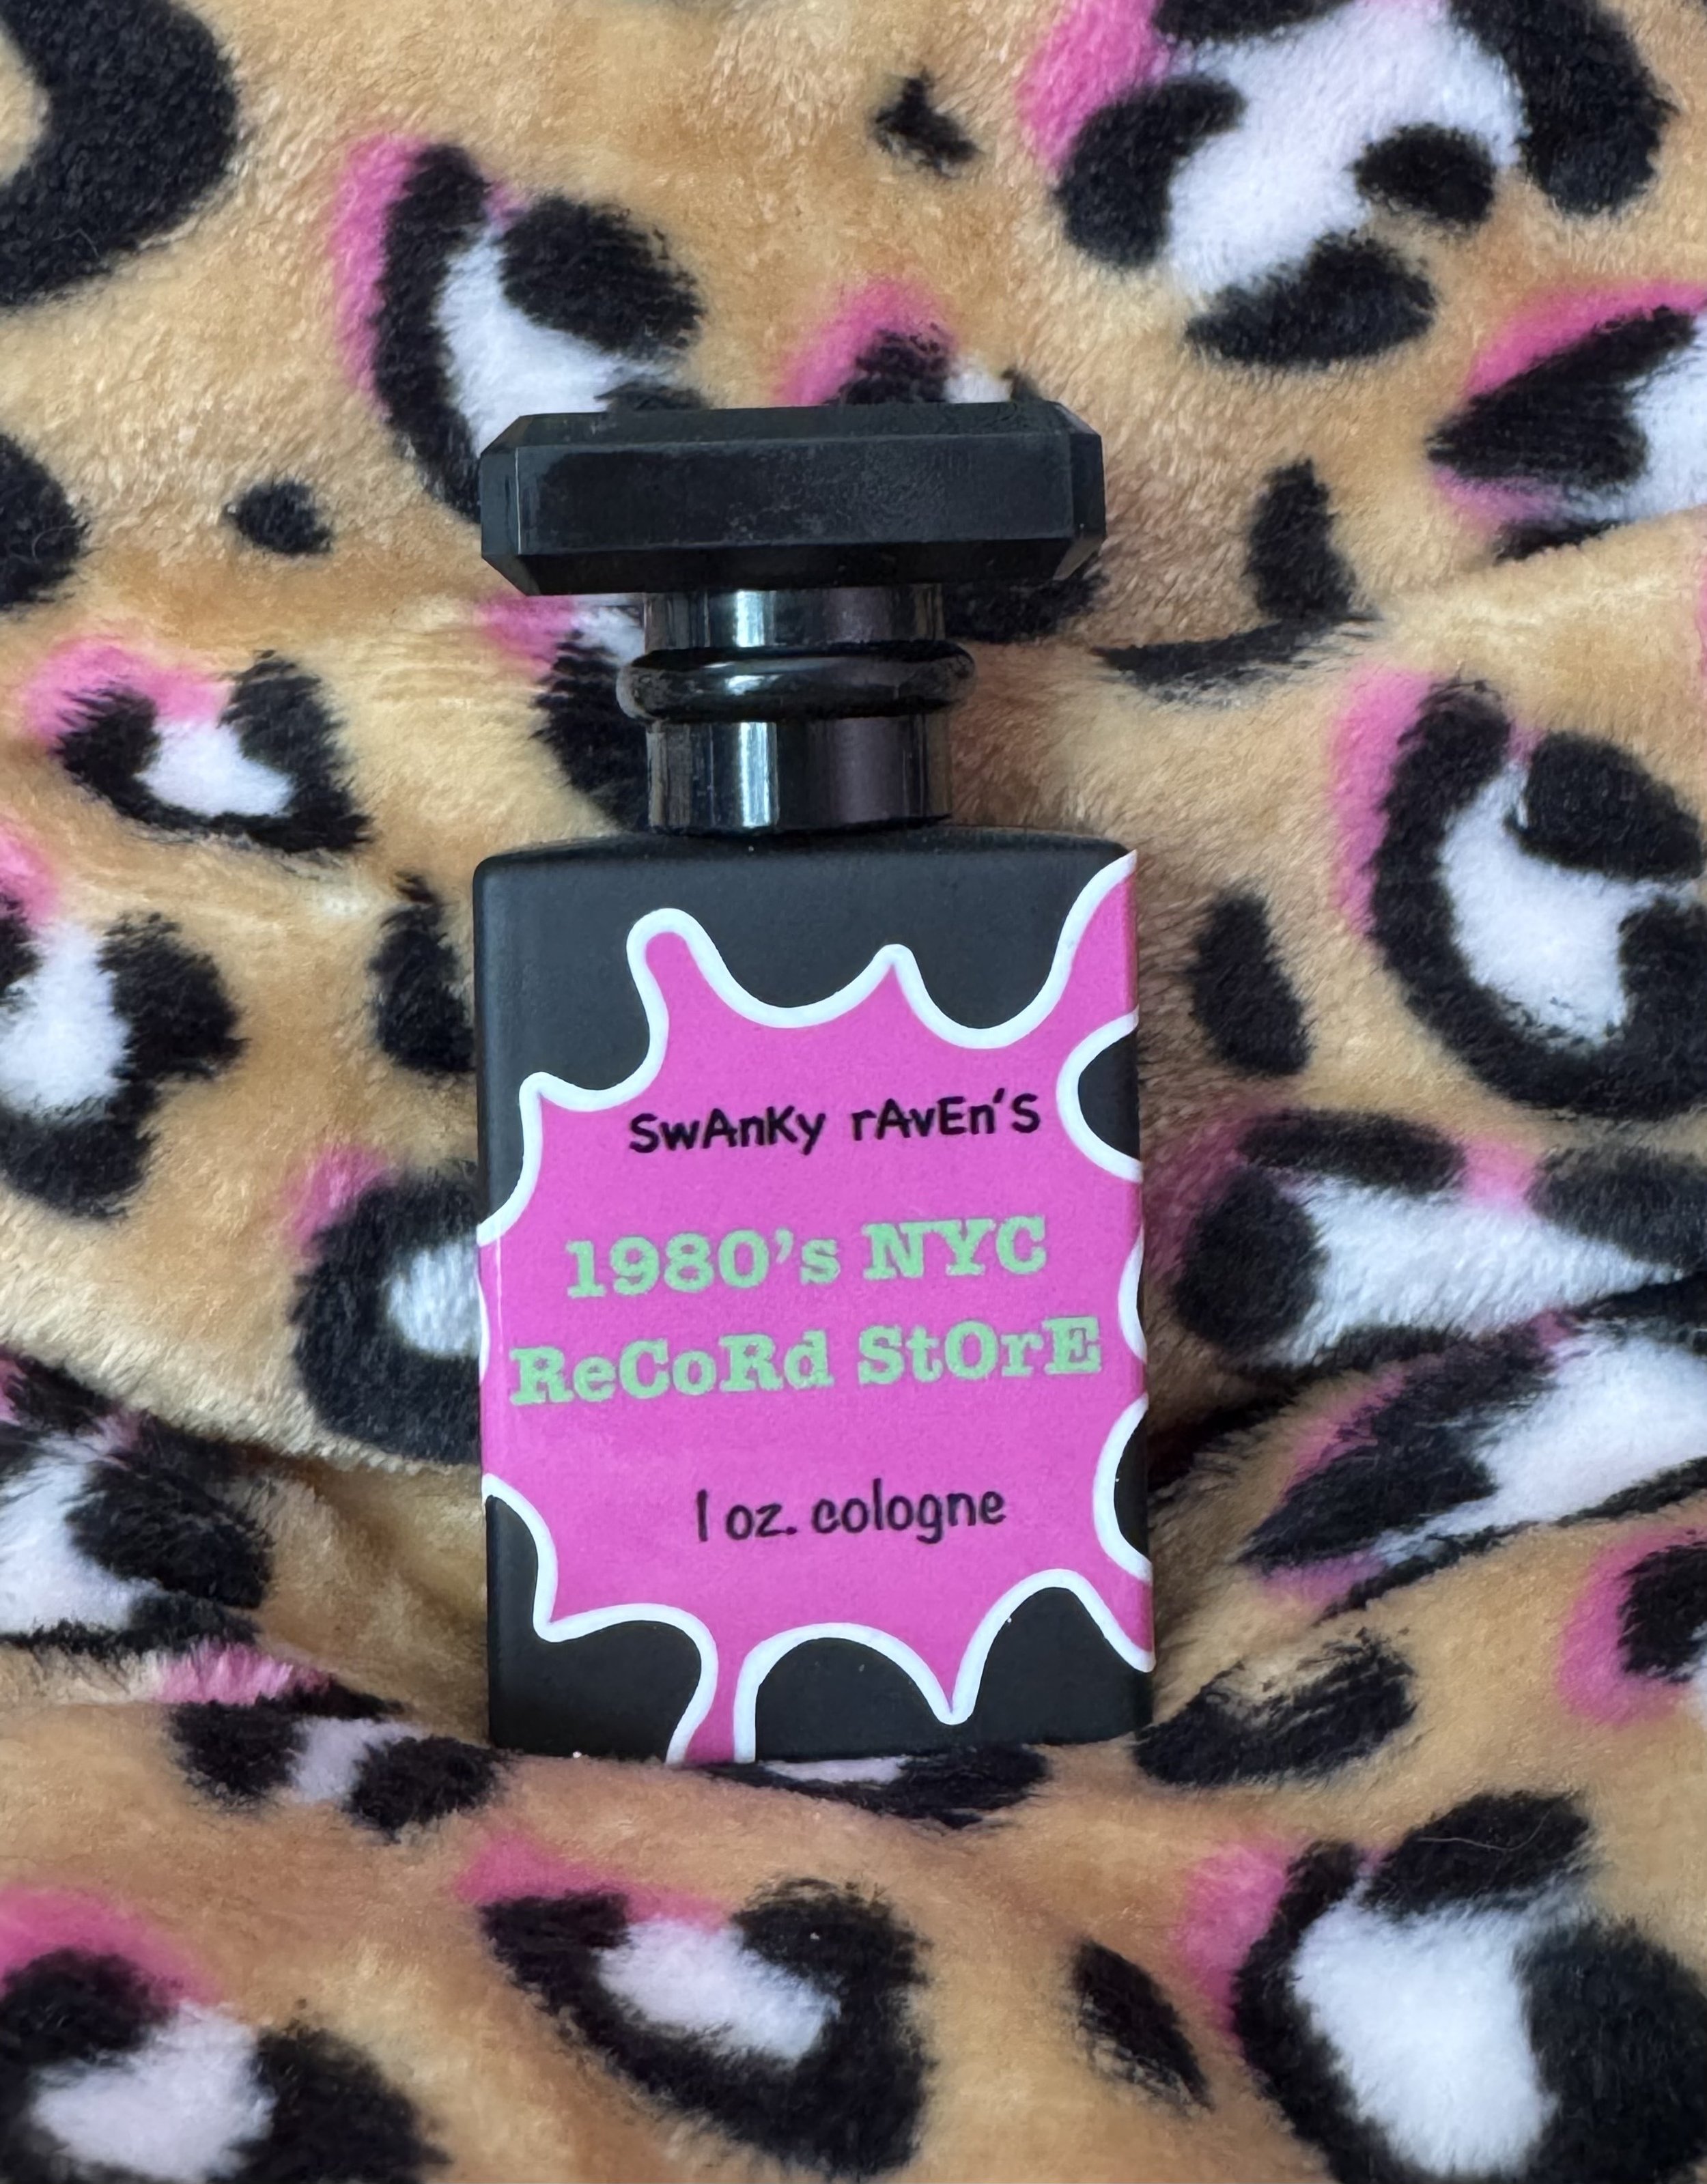 SwAnKy rAvEn'S
1980's NYC
ReCoRd StOrE
1 oz. cologne